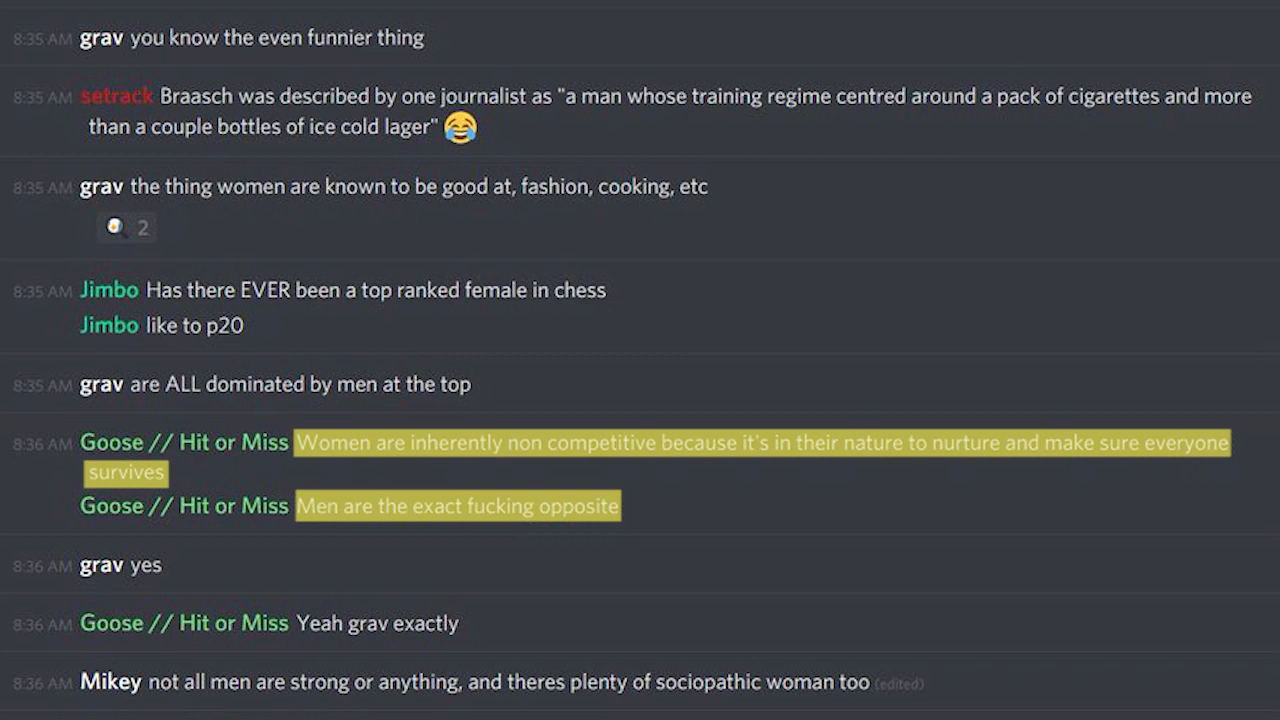 8:35 AM grav you know the even funnier thing
8:35 AM setrack Braasch was described by one journalist as "a man whose training regime centred around a pack of cigarettes and more
than a couple bottles of ice cold lager" 😂
8:35 AM grav the thing women are known to be good at, fashion, cooking, etc
🍳 2
8:35 AM Jimbo Has there EVER been a top ranked female in chess
Jimbo like to p20
8:35 AM grav are ALL dominated by men at the top
8:36 AM Goose // Hit or Miss Women are inherently non competitive because it's in their nature to nurture and make sure everyone
survives
Goose // Hit or Miss Men are the exact fucking opposite
8:36 AM grav yes
8:36 AM Goose // Hit or Miss Yeah grav exactly
8:36 AM Mikey not all men are strong or anything, and theres plenty of sociopathic woman too (edited)